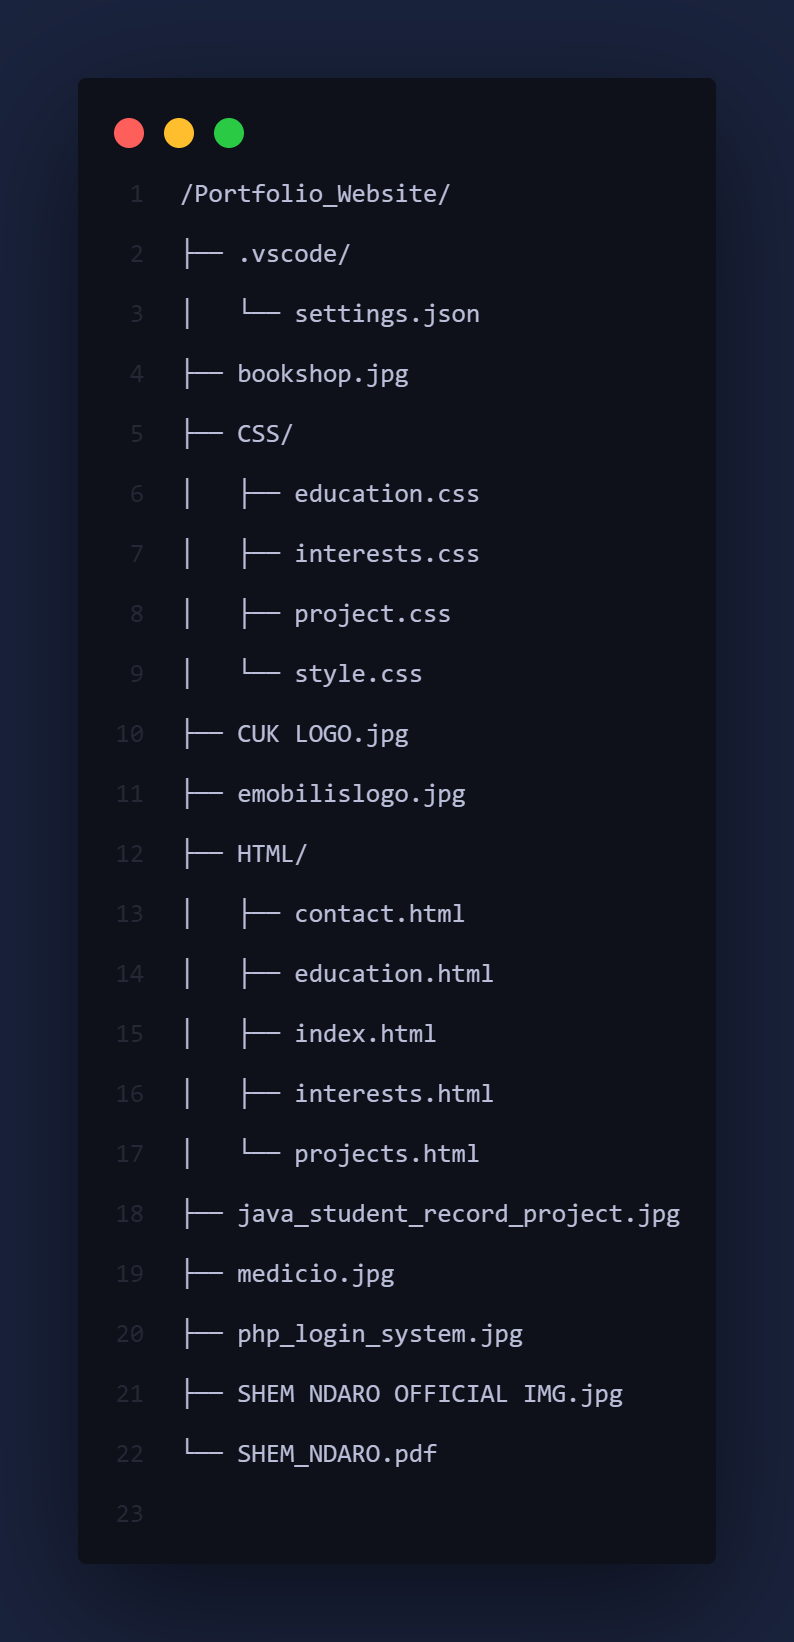 1 /Portfolio_Website/
2 ├── .vscode/
3 │   └── settings.json
4 ├── bookshop.jpg
5 ├── CSS/
6 │   ├── education.css
7 │   ├── interests.css
8 │   ├── project.css
9 │   └── style.css
10 ├── CUK LOGO.jpg
11 ├── emobilislogo.jpg
12 ├── HTML/
13 │   ├── contact.html
14 │   ├── education.html
15 │   ├── index.html
16 │   ├── interests.html
17 │   └── projects.html
18 ├── java_student_record_project.jpg
19 ├── medicio.jpg
20 ├── php_login_system.jpg
21 ├── SHEM NDARO OFFICIAL IMG.jpg
22 └── SHEM_NDARO.pdf
23